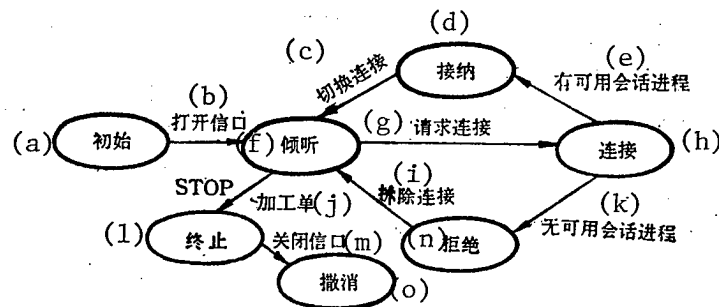 (d)
(c)
接纳
(e)
有可用会话进程
切换连接
(b)
打开信口
(a)
初始
(f)
倾听
(g)
请求连接
连接
(h)
(i)
拆除连接
STOP
加工单(j)
(k)
无可用会话进程
(l)
终止
关闭信口(m)
(n)
拒绝
撤消
(o)